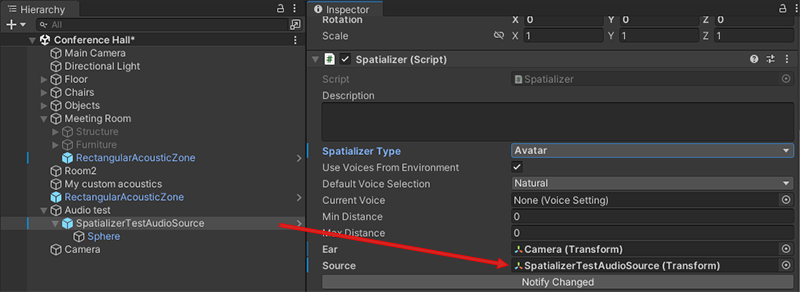 Hierarchy
All
Conference Hall*
Main Camera
Directional Light
Floor
Chairs
Objects
Meeting Room
Structure
Furniture
RectangularAcousticZone
Room2
My custom acoustics
RectangularAcousticZone
Audio test
SpatializerTestAudioSource
Sphere
Camera
Inspector
Rotation X 0 Y 0 Z 0
Scale X 1 Y 1 Z 1
Spatializer (Script)
Script Spatializer
Description
Spatializer Type Avatar
Use Voices From Environment
Default Voice Selection Natural
Current Voice None (Voice Setting)
Min Distance 0
Max Distance 0
Ear Camera (Transform)
Source SpatializerTestAudioSource (Transform)
Notify Changed